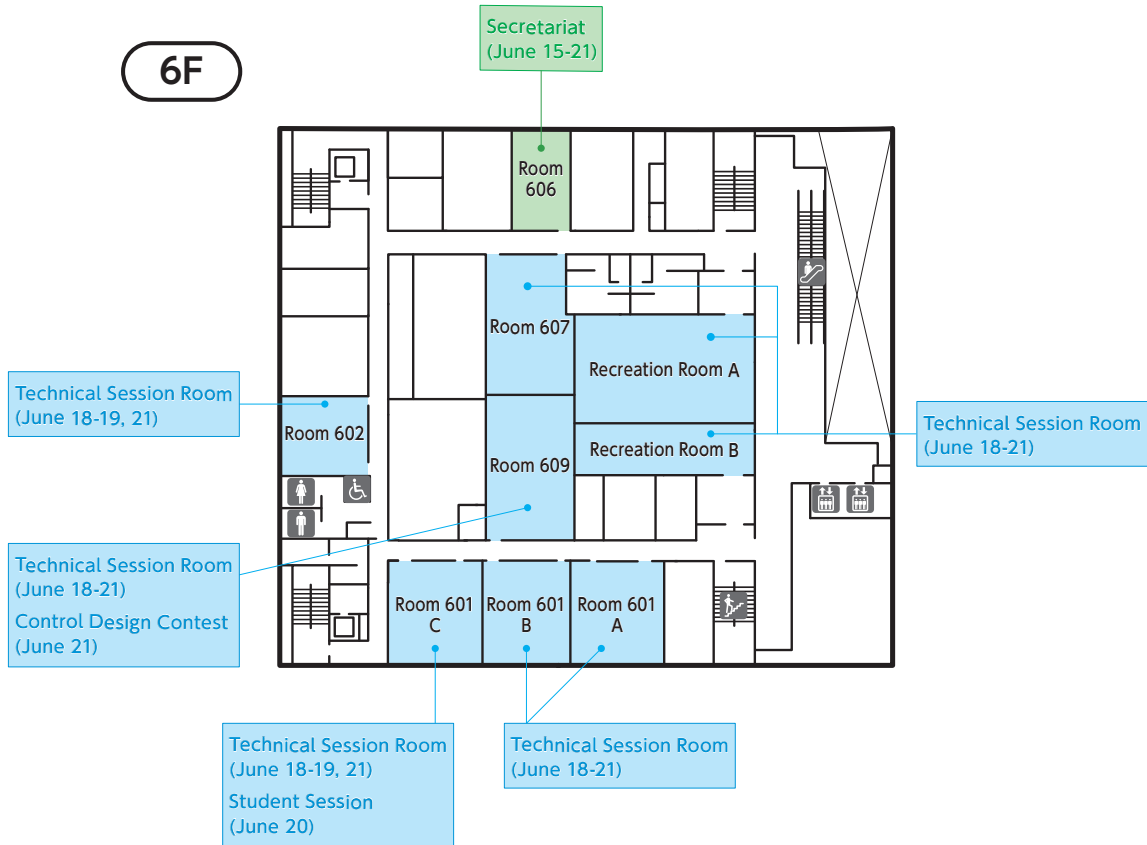 Secretariat
(June 15-21)
6F
Room
606
Room 607
Recreation Room A
Technical Session Room
(June 18-19, 21)
Room 602
Technical Session Room
(June 18-21)
Recreation Room B
Room 609
Technical Session Room
(June 18-21)
Control Design Contest
(June 21)
Room 601
C
Room 601
B
Room 601
A
Technical Session Room
(June 18-19, 21)
Student Session
(June 20)
Technical Session Room
(June 18-21)